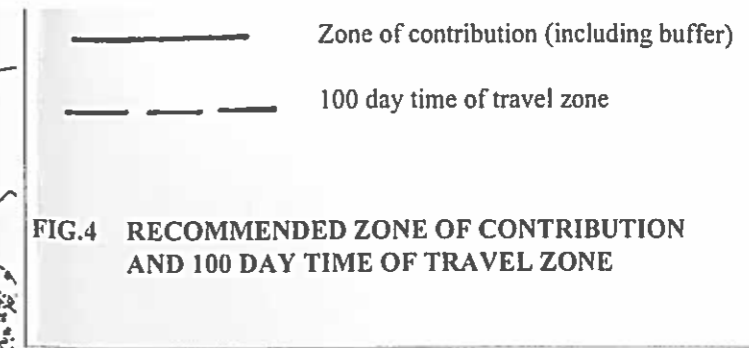 Zone of contribution (including buffer)
100 day time of travel zone
FIG.4 RECOMMENDED ZONE OF CONTRIBUTION
AND 100 DAY TIME OF TRAVEL ZONE